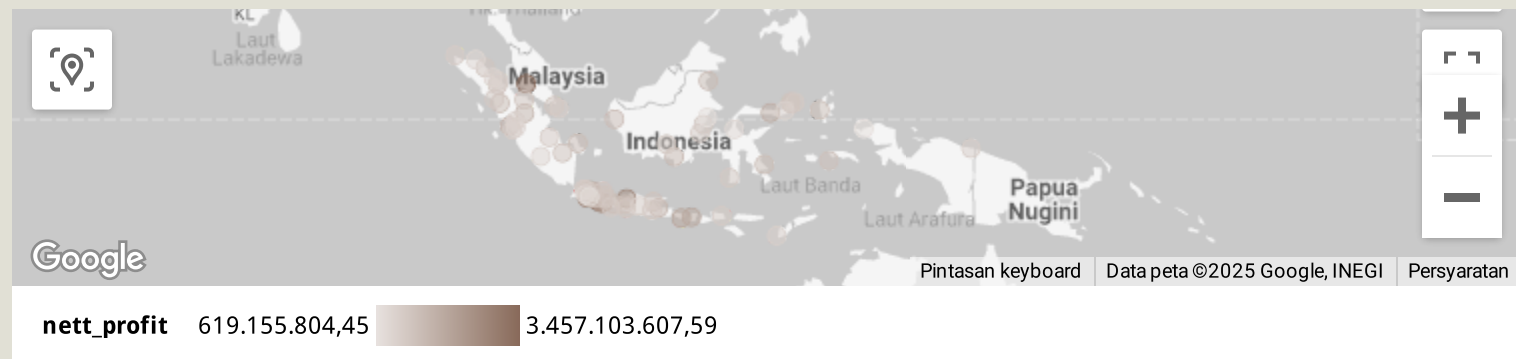 KL
Laut
Lakadewa
Malaysia
Indonesia
Laut Banda
Papua
Nugini
Laut Arafura
Google
Pintasan keyboard
Data peta ©2025 Google, INEGI
Persyaratan
nett_profit 619.155.804,45 3.457.103.607,59